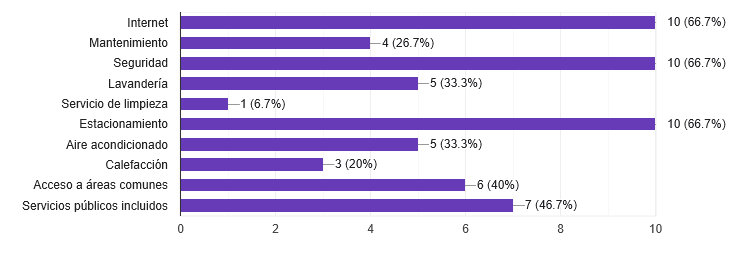 Internet 10 (66.7%)
Mantenimiento 4 (26.7%)
Seguridad 10 (66.7%)
Lavandería 5 (33.3%)
Servicio de limpieza 1 (6.7%)
Estacionamiento 10 (66.7%)
Aire acondicionado 5 (33.3%)
Calefacción 3 (20%)
Acceso a áreas comunes 6 (40%)
Servicios públicos incluidos 7 (46.7%)
0 2 4 6 8 10